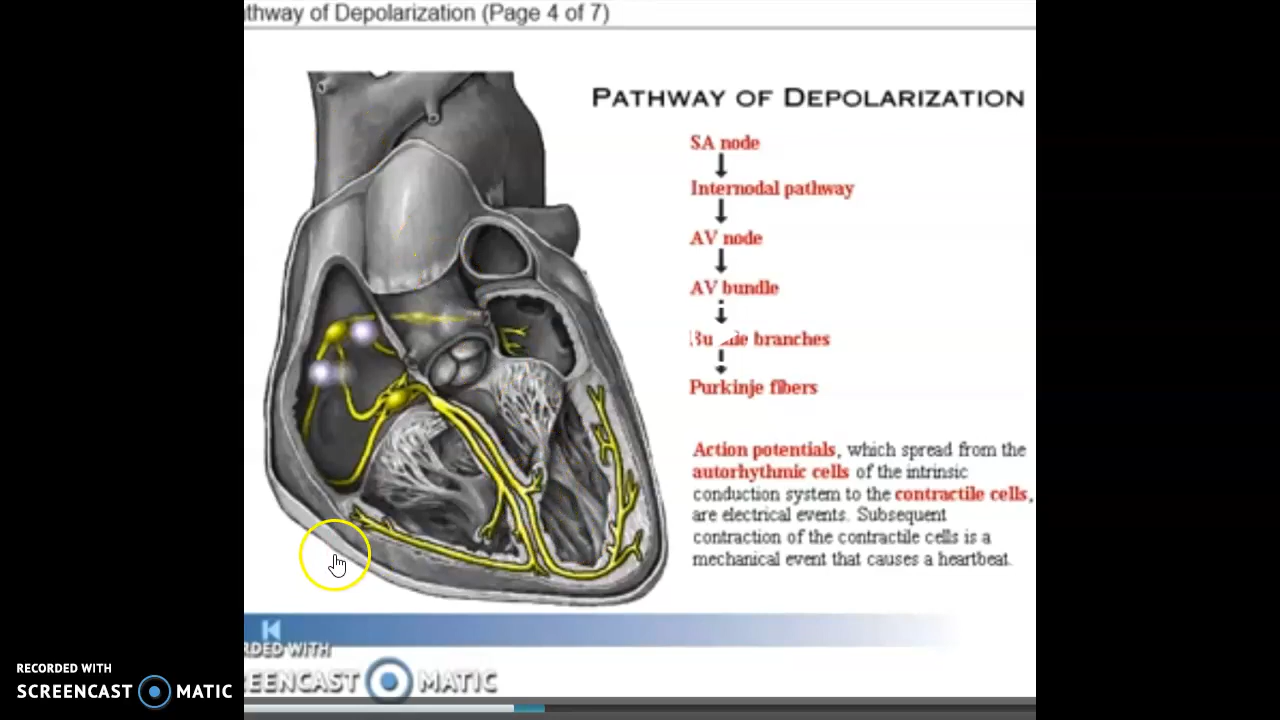 thway of Depolarization (Page 4 of 7)
PATHWAY OF DEPOLARIZATION
SA node
Internodal pathway
AV node
AV bundle
branches
Purkinje fibers
Action potentials, which spread from the
autorhythmic cells of the intrinsic
conduction system to the contractile cells,
are electrical events. Subsequent
contraction of the contractile cells is a
mechanical event that causes a heartbeat.
RDED WITH
REENCAST MATIC
RECORDED WITH
SCREENCAST MATIC